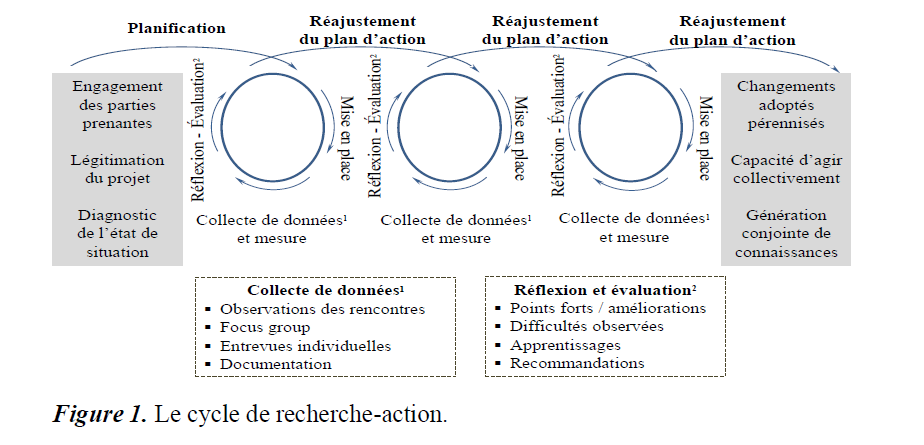 Planification
Réajustement
du plan d’action
Réajustement
du plan d’action
Réajustement
du plan d’action
Engagement
des parties
prenantes
Légitimation
du projet
Diagnostic
de l’état de
situation
Réflexion - Évaluation²
Mise en place
Collecte de données¹
et mesure
Réflexion - Évaluation²
Mise en place
Collecte de données¹
et mesure
Réflexion - Évaluation²
Mise en place
Collecte de données¹
et mesure
Changements
adoptés
pérennisés
Capacité d’agir
collectivement
Génération
conjointe de
connaissances
Collecte de données¹
▪ Observations des rencontres
▪ Focus group
▪ Entrevues individuelles
▪ Documentation
Réflexion et évaluation²
▪ Points forts / améliorations
▪ Difficultés observées
▪ Apprentissages
▪ Recommandations
Figure 1. Le cycle de recherche-action.